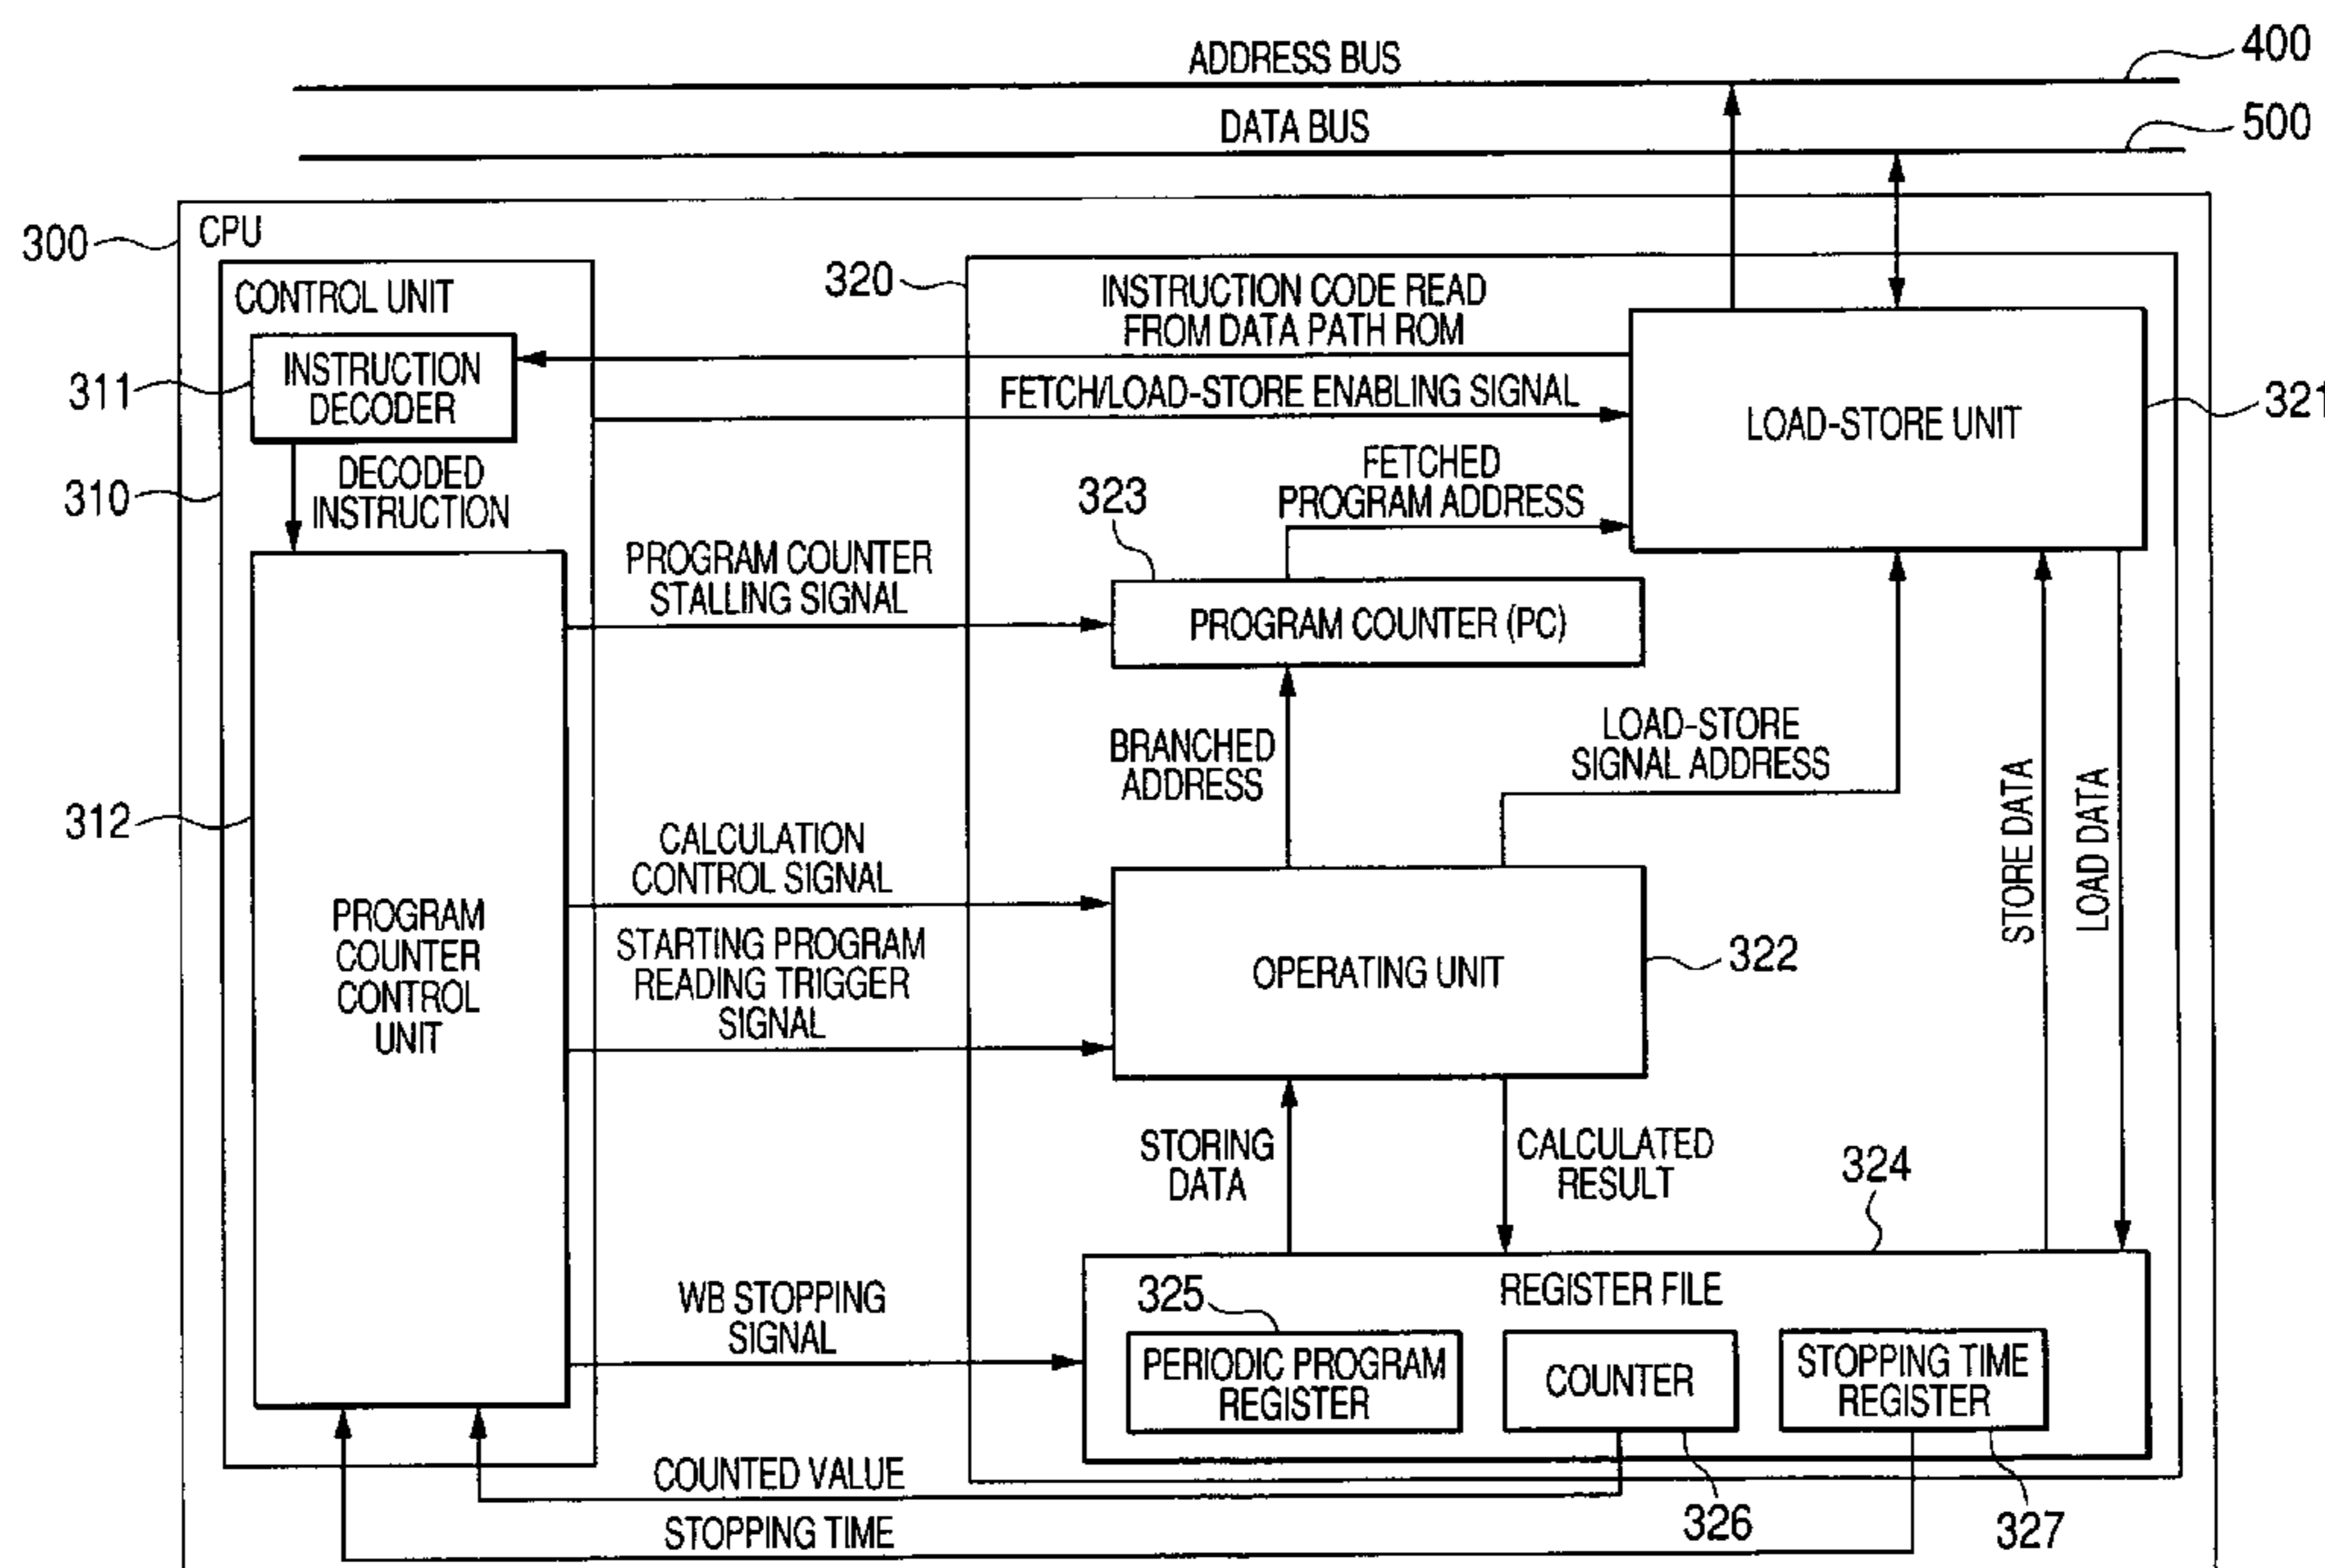 ADDRESS BUS
400
DATA BUS
500
300
CPU
CONTROL UNIT
320
INSTRUCTION CODE READ
FROM DATA PATH ROM
311
INSTRUCTION
DECODER
FETCH/LOAD-STORE ENABLING SIGNAL
LOAD-STORE UNIT
321
310
DECODED
INSTRUCTION
323
FETCHED
PROGRAM ADDRESS
PROGRAM COUNTER
STALLING SIGNAL
PROGRAM COUNTER (PC)
BRANCHED
ADDRESS
LOAD-STORE
SIGNAL ADDRESS
STORE DATA
LOAD DATA
312
CALCULATION
CONTROL SIGNAL
PROGRAM
COUNTER
CONTROL
UNIT
STARTING PROGRAM
READING TRIGGER
SIGNAL
OPERATING UNIT
322
STORING
DATA
CALCULATED
RESULT
324
WB STOPPING
SIGNAL
325
REGISTER FILE
PERIODIC PROGRAM
REGISTER
COUNTER
STOPPING TIME
REGISTER
COUNTED VALUE
326
327
STOPPING TIME